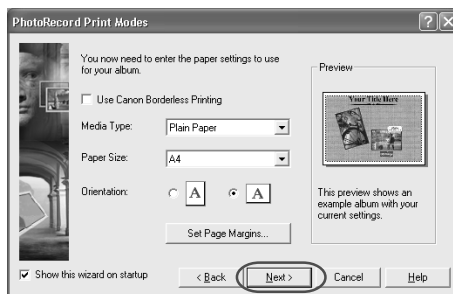 PhotoRecord Print Modes
You now need to enter the paper settings to use
for your album.
Use Canon Borderless Printing
Media Type: Plain Paper
Paper Size: A4
Orientation: A A
Set Page Margins...
Preview
Your Title Here
This preview shows an
example album with your
current settings.
Show this wizard on startup
< Back Next > Cancel Help